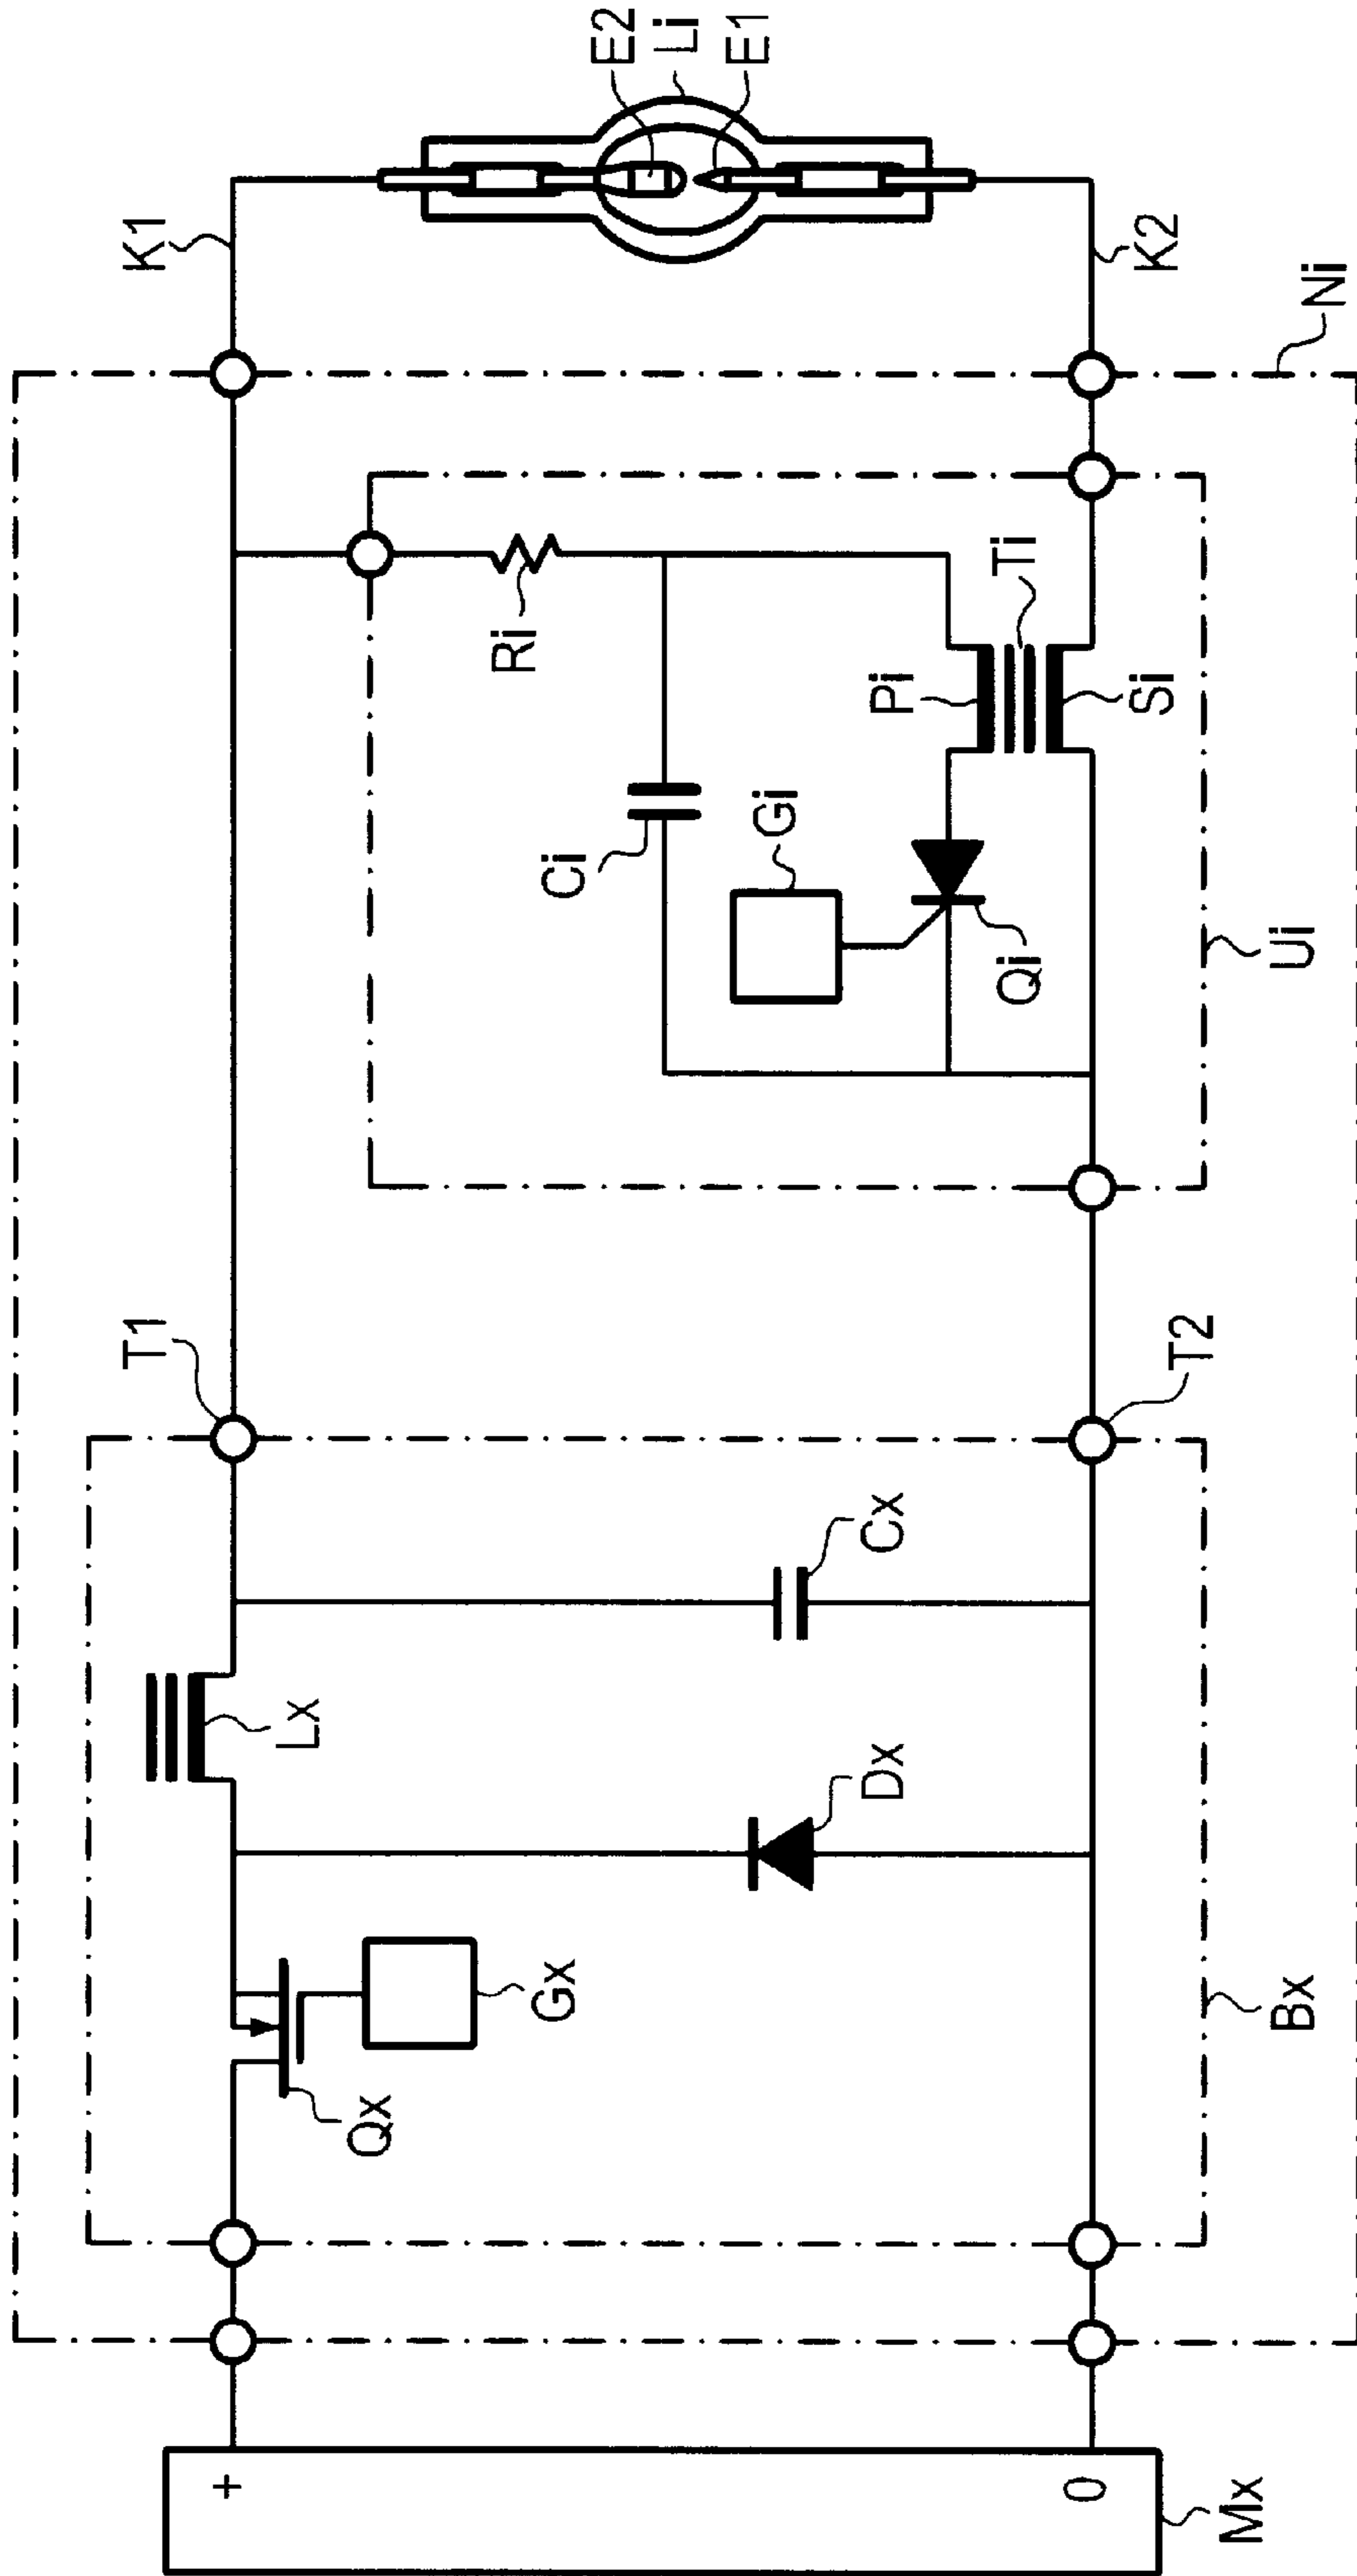 E2
Li
E1
K1
K2
Ni
Ri
Ti
Pi
Si
Ci
Gi
Qi
Ui
T1
T2
Cx
Lx
Dx
Gx
Qx
Bx
+
0
Mx